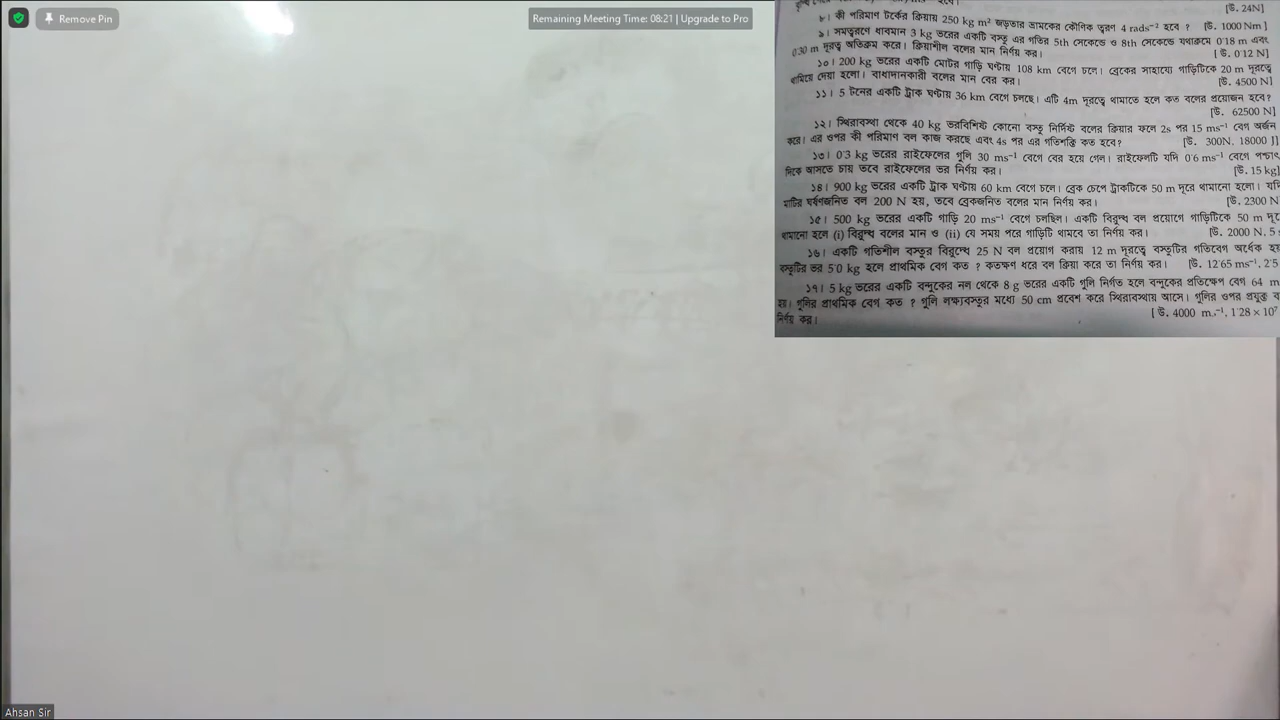 Remove Pin
Remaining Meeting Time: 08:21 | Upgrade to Pro
[উ. 24N]
৮। কী পরিমাণ টর্কের ক্রিয়ায় 250 kg m² জড়তার ভ্রামকের কৌণিক ত্বরণ 4 rads⁻² হবে ? [উ. 1000 Nm]
৯। সমত্বরণে ধাবমান 3 kg ভরের একটি বস্তু এর গতির 5th সেকেন্ডে ও 8th সেকেন্ডে যথাক্রমে 0·18 m এবং
0·30 m দূরত্ব অতিক্রম করে। ক্রিয়াশীল বলের মান নির্ণয় কর। [উ. 0·12 N]
১০। 200 kg ভরের একটি মোটর গাড়ি ঘণ্টায় 108 km বেগে চলে। ব্রেকের সাহায্যে গাড়িটিকে 20 m দূরত্বে
থামিয়ে দেয়া হলো। বাধাদানকারী বলের মান বের কর। [উ. 4500 N]
১১। 5 টনের একটি ট্রাক ঘণ্টায় 36 km বেগে চলছে। এটি 4m দূরত্বে থামাতে হলে কত বলের প্রয়োজন হবে?
[উ. 62500 N]
১২। স্থিরাবস্থা থেকে 40 kg ভরবিশিষ্ট কোনো বস্তু নির্দিষ্ট বলের ক্রিয়ার ফলে 2s পর 15 ms⁻¹ বেগ অর্জন
করে। এর ওপর কী পরিমাণ বল কাজ করছে এবং 4s পর এর গতিশক্তি কত হবে? [উ. 300N, 18000 J]
১৩। 0·3 kg ভরের রাইফেলের গুলি 30 ms⁻¹ বেগে বের হয়ে গেল। রাইফেলটি যদি 0·6 ms⁻¹ বেগে পশ্চাৎ
দিকে আসতে চায় তবে রাইফেলের ভর নির্ণয় কর। [উ. 15 kg]
১৪। 900 kg ভরের একটি ট্রাক ঘণ্টায় 60 km বেগে চলে। ব্রেক চেপে ট্রাকটিকে 50 m দূরে থামানো হলো। যদি
মাটির ঘর্ষণজনিত বল 200 N হয়, তবে ব্রেকজনিত বলের মান নির্ণয় কর। [উ. 2300 N
১৫। 500 kg ভরের একটি গাড়ি 20 ms⁻¹ বেগে চলছিল। একটি বিরুদ্ধ বল প্রয়োগে গাড়িটিকে 50 m দূ
থামানো হলে (i) বিরুদ্ধ বলের মান ও (ii) যে সময় পরে গাড়িটি থামবে তা নির্ণয় কর। [উ. 2000 N, 5
১৬। একটি গতিশীল বস্তুর বিরুদ্ধে 25 N বল প্রয়োগ করায় 12 m দূরত্বে বস্তুটির গতিবেগ অর্ধেক হয়
বস্তুটির ভর 5·0 kg হলে প্রাথমিক বেগ কত ? কতক্ষণ ধরে বল ক্রিয়া করে তা নির্ণয় কর। [উ. 12·65 ms⁻¹, 2·5
১৭। 5 kg ভরের একটি বন্দুকের নল থেকে 8 g ভরের একটি গুলি নির্গত হলে বন্দুকের প্রতিক্ষেপ বেগ 64 m
হয়। গুলির প্রাথমিক বেগ কত ? গুলি লক্ষ্যবস্তুর মধ্যে 50 cm প্রবেশ করে স্থিরাবস্থায় আসে। গুলির ওপর প্রযুক্ত
নির্ণয় কর। [উ. 4000 m.⁻¹, 1·28 × 10⁷
Ahsan Sir